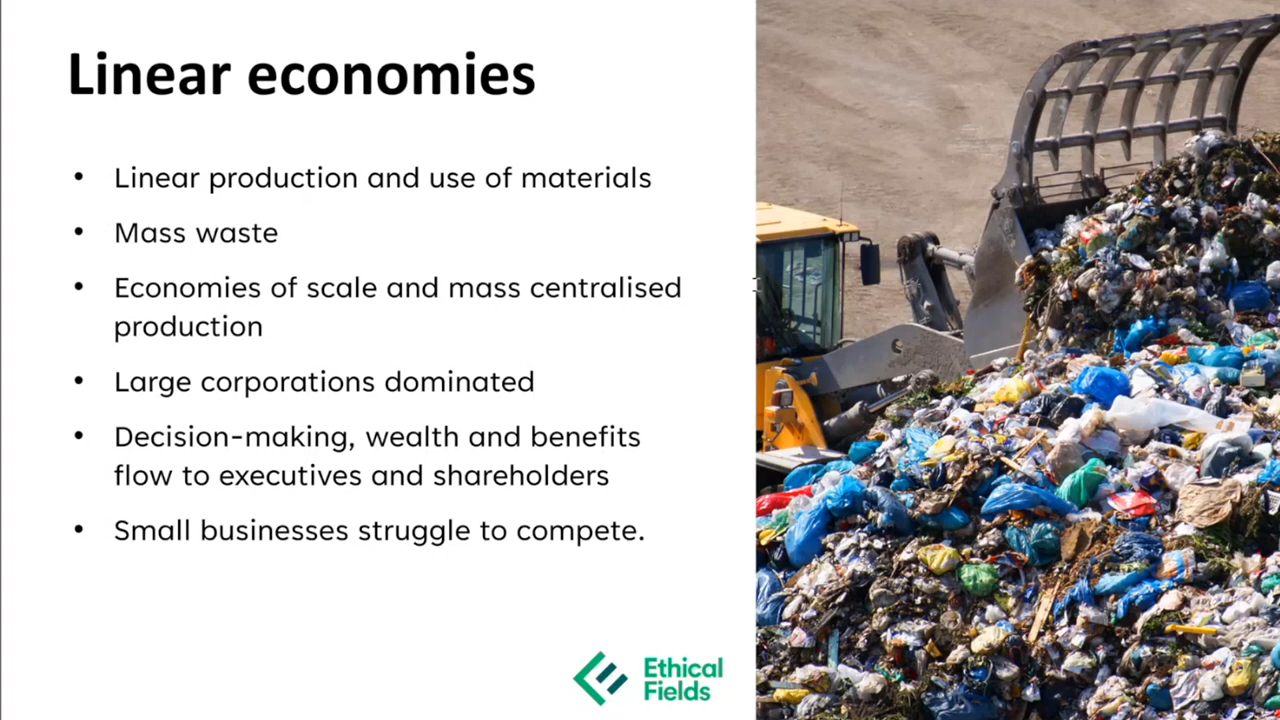 Linear economies
• Linear production and use of materials
• Mass waste
• Economies of scale and mass centralised
production
• Large corporations dominated
• Decision-making, wealth and benefits
flow to executives and shareholders
• Small businesses struggle to compete.
Ethical
Fields